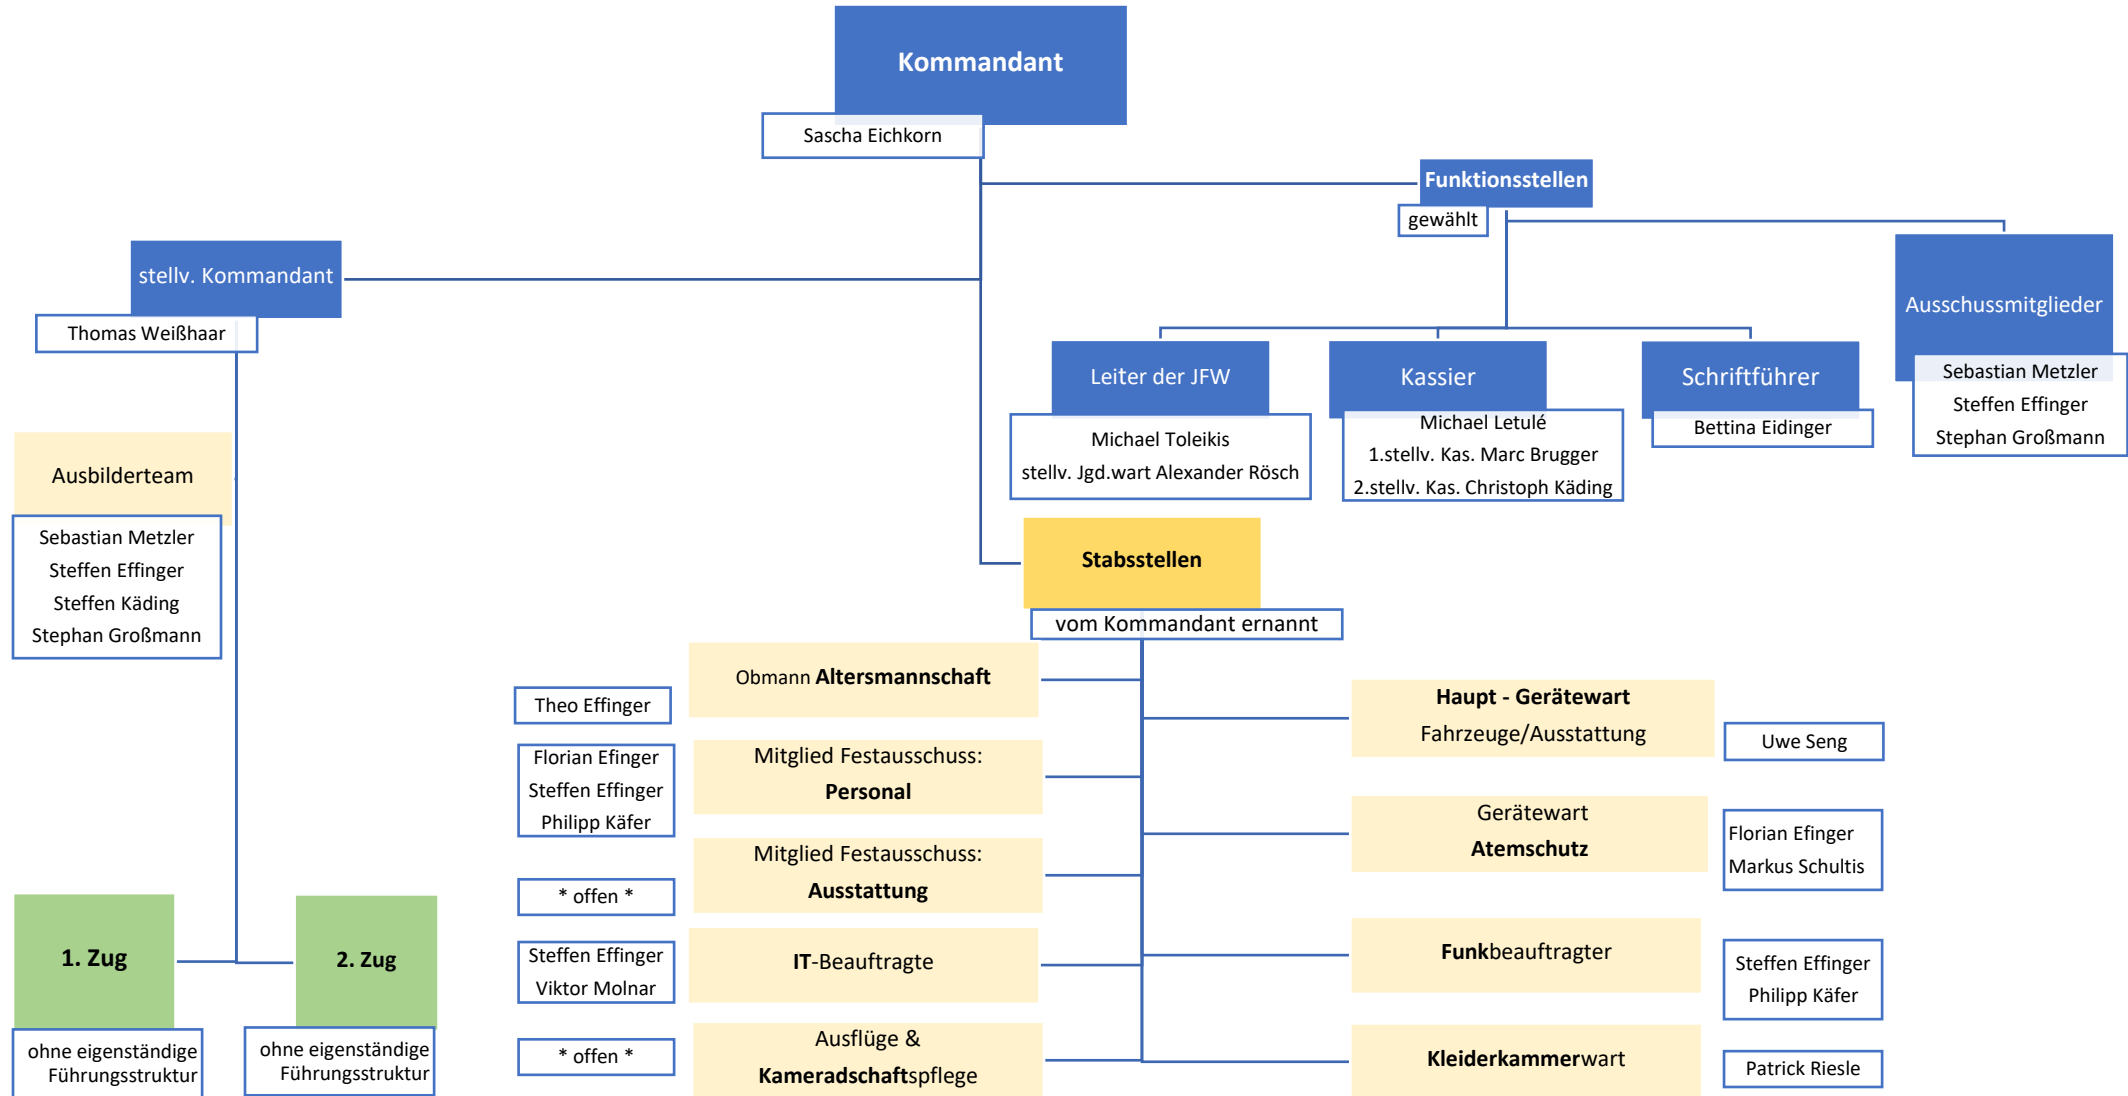 Kommandant
Sascha Eichkorn
Funktionsstellen
gewählt
stellv. Kommandant
Thomas Weißhaar
Ausschussmitglieder
Sebastian Metzler
Steffen Effinger
Stephan Großmann
Leiter der JFW
Michael Toleikis
stellv. Jgd.wart Alexander Rösch
Kassier
Michael Letulé
1.stellv. Kas. Marc Brugger
2.stellv. Kas. Christoph Käding
Schriftführer
Bettina Eidinger
Ausbilderteam
Sebastian Metzler
Steffen Effinger
Steffen Käding
Stephan Großmann
Stabsstellen
vom Kommandant ernannt
Obmann Altersmannschaft
Theo Effinger
Mitglied Festausschuss:
Personal
Florian Efinger
Steffen Effinger
Philipp Käfer
Mitglied Festausschuss:
Ausstattung
* offen *
IT-Beauftragte
Steffen Effinger
Viktor Molnar
Ausflüge &
Kameradschaftspflege
* offen *
Haupt - Gerätewart
Fahrzeuge/Ausstattung
Uwe Seng
Gerätewart
Atemschutz
Florian Efinger
Markus Schultis
Funkbeauftragter
Steffen Effinger
Philipp Käfer
Kleiderkammerwart
Patrick Riesle
1. Zug
ohne eigenständige
Führungsstruktur
2. Zug
ohne eigenständige
Führungsstruktur